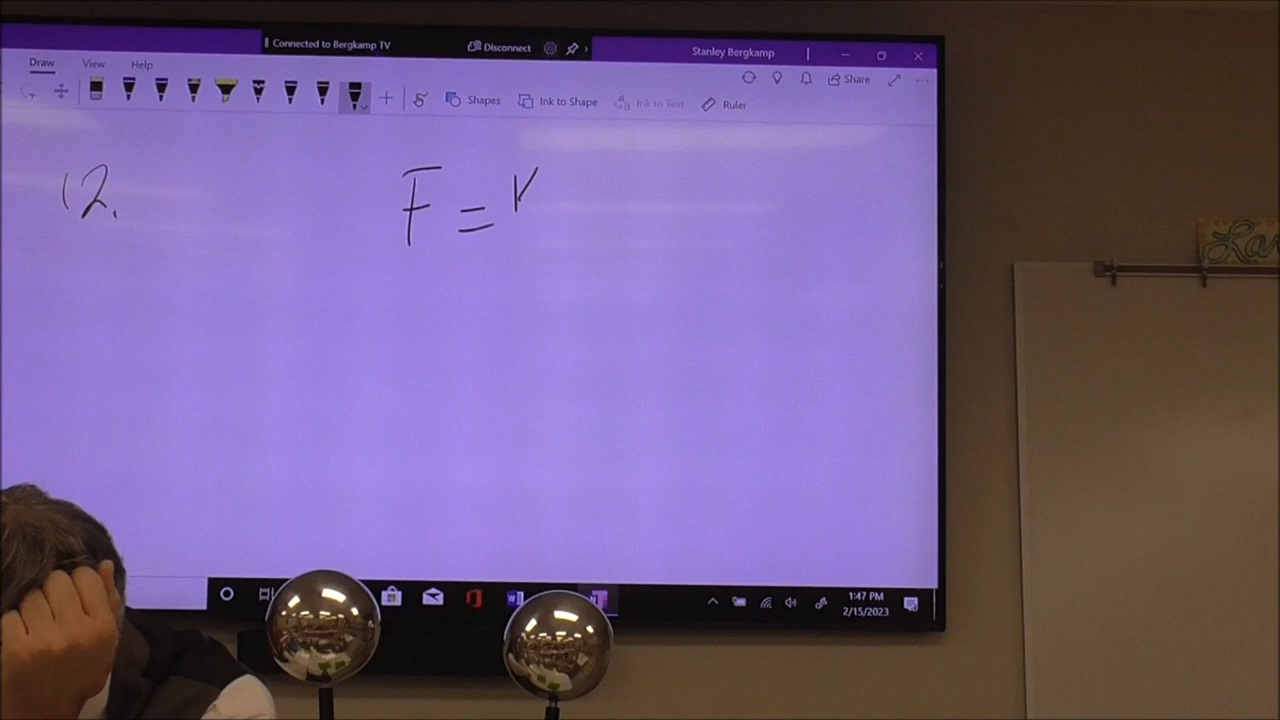 Connected to Bergkamp TV Disconnect Stanley Bergkamp
Draw View Help
Share
Shapes Ink to Shape Ink to Text Ruler
12. F = K
1:47 PM
2/15/2023